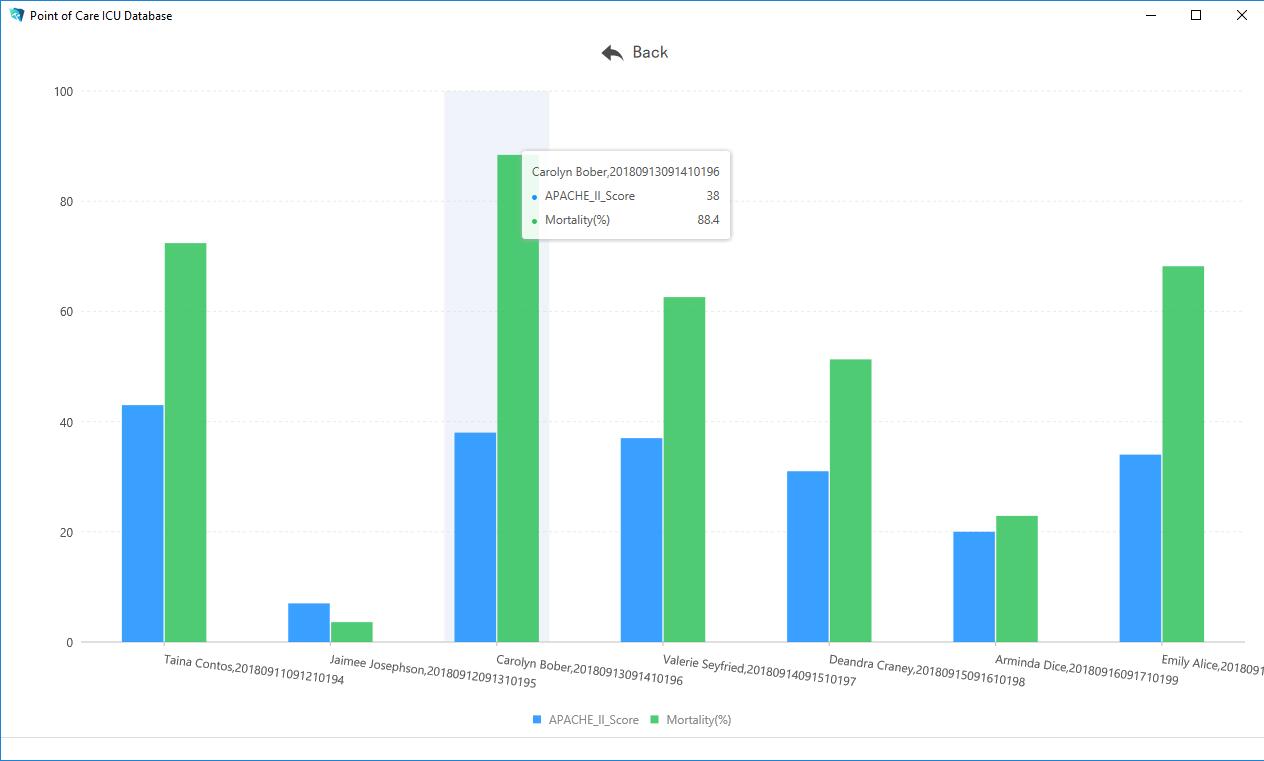 Point of Care ICU Database
Back
100
80
60
40
20
0
Carolyn Bober,20180913091410196
APACHE_II_Score 38
Mortality(%) 88.4
Taina Contos,20180911091210194
Jaimee Josephson,20180912091310195
Carolyn Bober,20180913091410196
Valerie Seyfried,20180914091510197
Deandra Craney,20180915091610198
Arminda Dice,20180916091710199
Emily Alice,2018091
APACHE_II_Score Mortality(%)